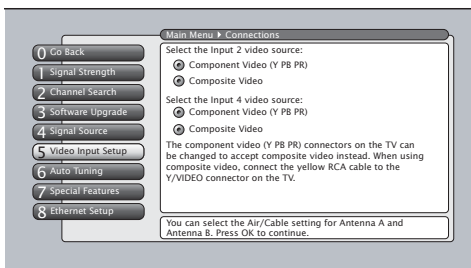 Main Menu ▶ Connections
0 Go Back
1 Signal Strength
2 Channel Search
3 Software Upgrade
4 Signal Source
5 Video Input Setup
6 Auto Tuning
7 Special Features
8 Ethernet Setup
Select the Input 2 video source:
Component Video (Y PB PR)
Composite Video
Select the Input 4 video source:
Component Video (Y PB PR)
Composite Video
The component video (Y PB PR) connectors on the TV can
be changed to accept composite video instead. When using
composite video, connect the yellow RCA cable to the
Y/VIDEO connector on the TV.
You can select the Air/Cable setting for Antenna A and
Antenna B. Press OK to continue.